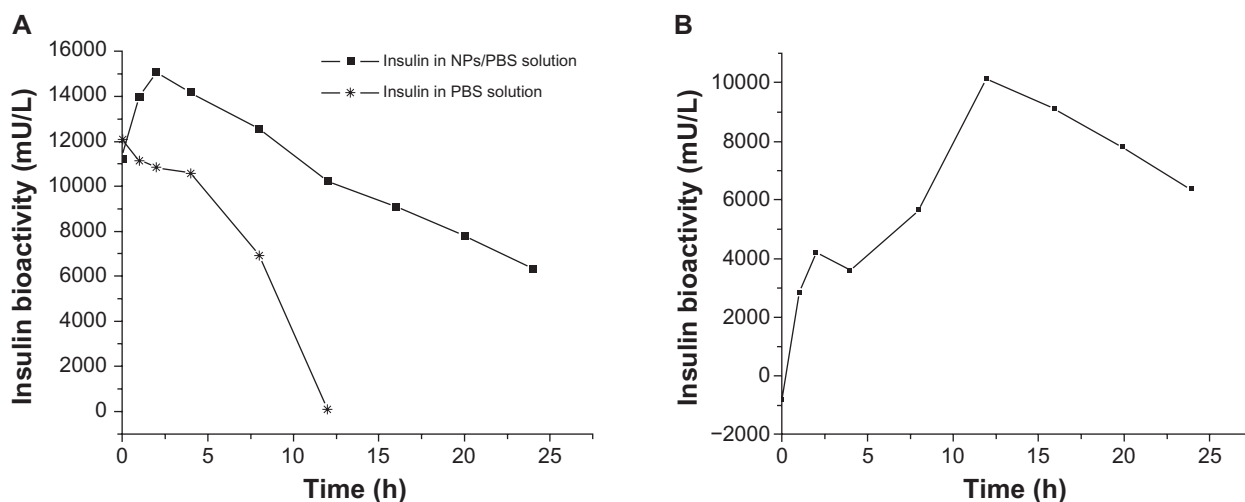 A
Insulin bioactivity (mU/L)
16000
14000
12000
10000
8000
6000
4000
2000
0
Insulin in NPs/PBS solution
Insulin in PBS solution
0 5 10 15 20 25
Time (h)
B
Insulin bioactivity (mU/L)
10000
8000
6000
4000
2000
0
−2000
0 5 10 15 20 25
Time (h)